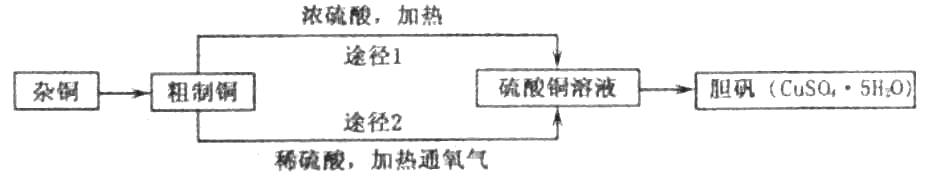 浓硫酸，加热
途径1
杂铜
粗制铜
硫酸铜溶液
胆矾（CuSO₄·5H₂O）
途径2
稀硫酸，加热通氧气